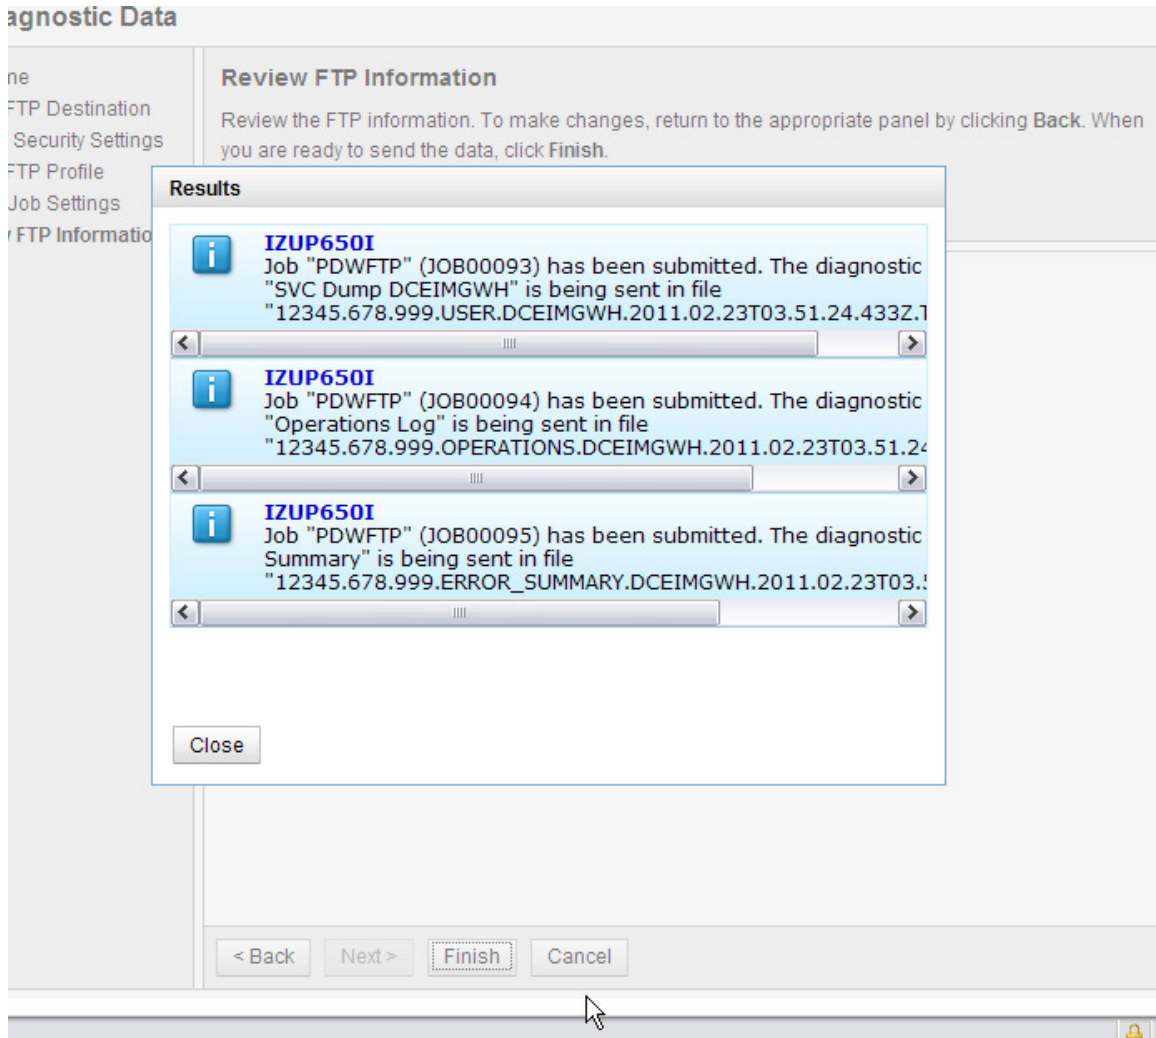 agnostic Data
me
FTP Destination
Security Settings
FTP Profile
Job Settings
FTP Informatio
Review FTP Information
Review the FTP information. To make changes, return to the appropriate panel by clicking Back. When
you are ready to send the data, click Finish.
Results
IZUP650I
Job "PDWFTP" (JOB00093) has been submitted. The diagnostic
"SVC Dump DCEIMGWH" is being sent in file
"12345.678.999.USER.DCEIMGWH.2011.02.23T03.51.24.433Z.T
IZUP650I
Job "PDWFTP" (JOB00094) has been submitted. The diagnostic
"Operations Log" is being sent in file
"12345.678.999.OPERATIONS.DCEIMGWH.2011.02.23T03.51.24
IZUP650I
Job "PDWFTP" (JOB00095) has been submitted. The diagnostic
Summary" is being sent in file
"12345.678.999.ERROR_SUMMARY.DCEIMGWH.2011.02.23T03.5
Close
< Back Next > Finish Cancel